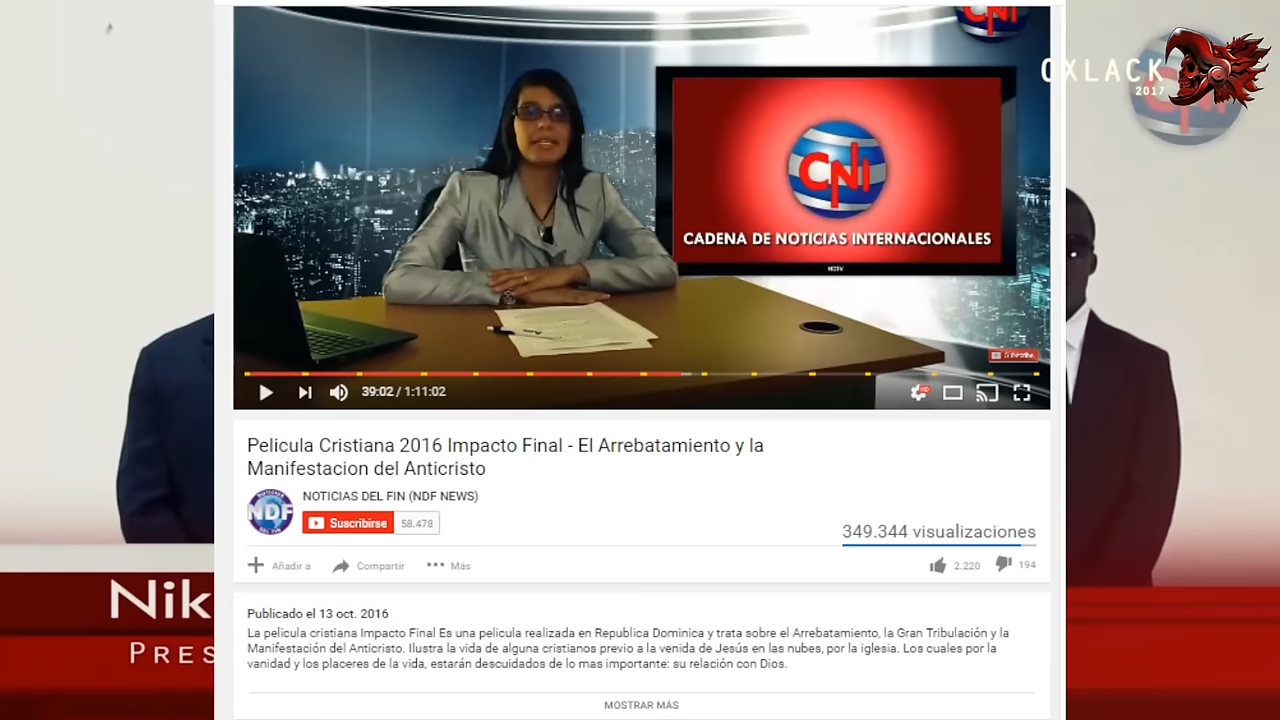 CNI
OXLACK
2017
CNI
CADENA DE NOTICIAS INTERNACIONALES
HDTV
Subscribe
39:02 / 1:11:02
HD
Pelicula Cristiana 2016 Impacto Final - El Arrebatamiento y la
Manifestacion del Anticristo
NDF
NOTICIAS DEL FIN (NDF NEWS)
Suscribirse 58.478
349.344 visualizaciones
Añadir a Compartir Más 2.220 194
Nik
Publicado el 13 oct. 2016
La pelicula cristiana Impacto Final Es una pelicula realizada en Republica Dominica y trata sobre el Arrebatamiento, la Gran Tribulación y la
Manifestación del Anticristo. Ilustra la vida de alguna cristianos previo a la venida de Jesús en las nubes, por la iglesia. Los cuales por la
vanidad y los placeres de la vida, estarán descuidados de lo mas importante: su relación con Dios.
PRES
MOSTRAR MÁS